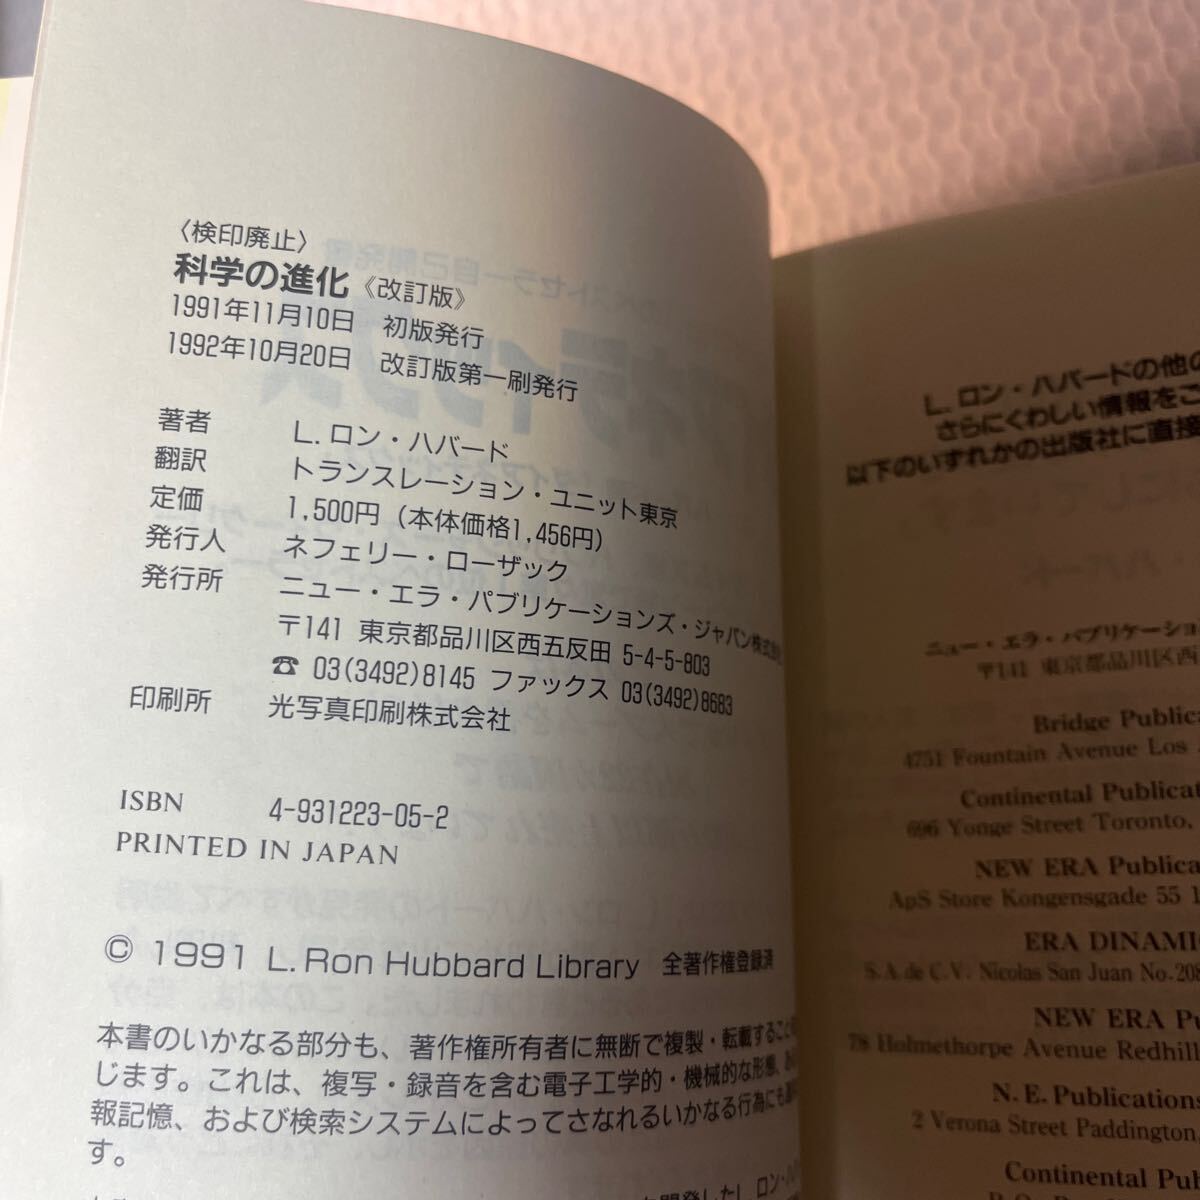 〈検印廃止〉
科学の進化《改訂版》
1991年11月10日　初版発行
1992年10月20日　改訂版第一刷発行
著者　L. ロン・ハバード
翻訳　トランスレーション・ユニット東京
定価　1,500円（本体価格1,456円）
発行人　ネフェリー・ローザック
発行所　ニュー・エラ・パブリケーションズ・ジャパン株式会社
〒141 東京都品川区西五反田 5-4-5-803
☎ 03(3492)8145 ファックス 03(3492)8683
印刷所　光写真印刷株式会社
ISBN 4-931223-05-2
PRINTED IN JAPAN
© 1991 L. Ron Hubbard Library 全著作権登録済
本書のいかなる部分も、著作権所有者に無断で複製・転載すること
じます。これは、複写・録音を含む電子工学的・機械的な形態、
報記憶、および検索システムによってさなれるいかなる行為にも
す。
L. ロン・ハバードの他の
さらにくわしい情報をご
以下のいずれかの出版社に直接
ニュー・エラ・パブリケーショ
〒141 東京都品川区西
Bridge Publica
4751 Fountain Avenue Los
Continental Publicat
696 Yonge Street Toronto,
NEW ERA Publica
ApS Store Kongensgade 55
ERA DINAMI
S.A. de C.V. Nicolas San Juan No. 208
NEW ERA Pu
78 Holmethorpe Avenue Redhill
N. E. Publications
2 Verona Street Paddington,
Continental Pu